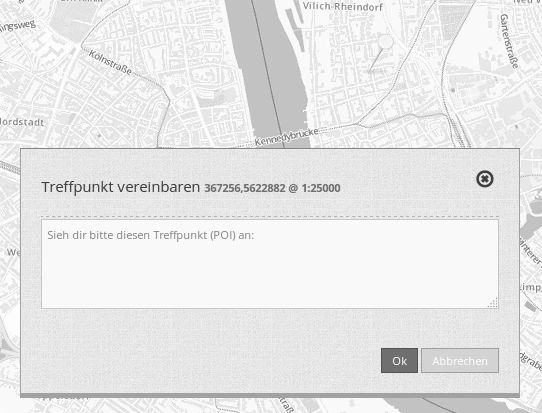 Vilich-Rheindorf
Gartenstraße
Kölnstraße
Kennedybrücke
Treffpunkt vereinbaren 367256,5622882 @ 1:25000
Sieh dir bitte diesen Treffpunkt (POI) an:
Ok Abbrechen